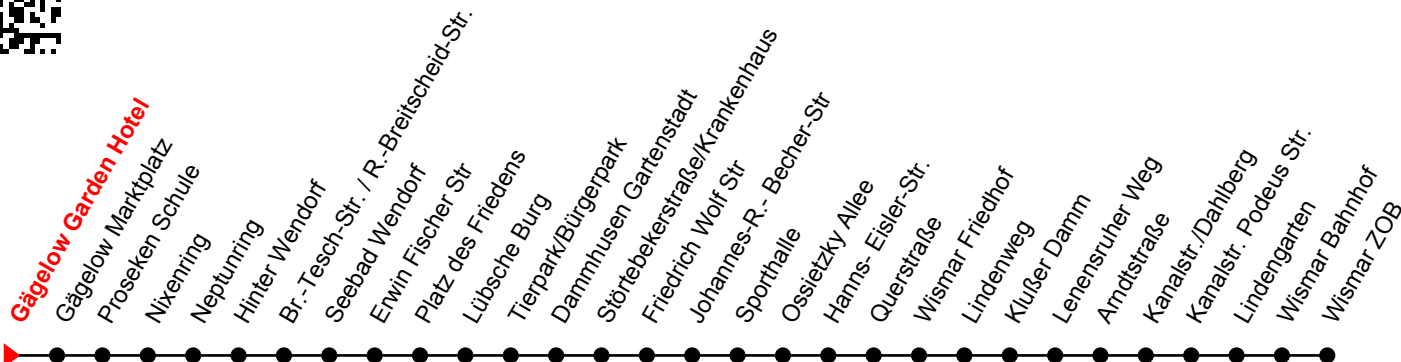 Gägelow Garden Hotel
Gägelow Marktplatz
Proseken Schule
Nixenring
Neptunring
Hinter Wendorf
Br.-Tesch-Str. / R.-Breitscheid-Str.
Seebad Wendorf
Erwin Fischer Str
Platz des Friedens
Lübsche Burg
Tierpark/Bürgerpark
Dammhusen Gartenstadt
Störtebekerstraße/Krankenhaus
Friedrich Wolf Str
Johannes-R.- Becher-Str
Sporthalle
Ossietzky Allee
Hanns- Eisler-Str.
Querstraße
Wismar Friedhof
Lindenweg
Klußer Damm
Lenensruher Weg
Arndtstraße
Kanalstr./Dahlberg
Kanalstr. Podeus Str.
Lindengarten
Wismar Bahnhof
Wismar ZOB